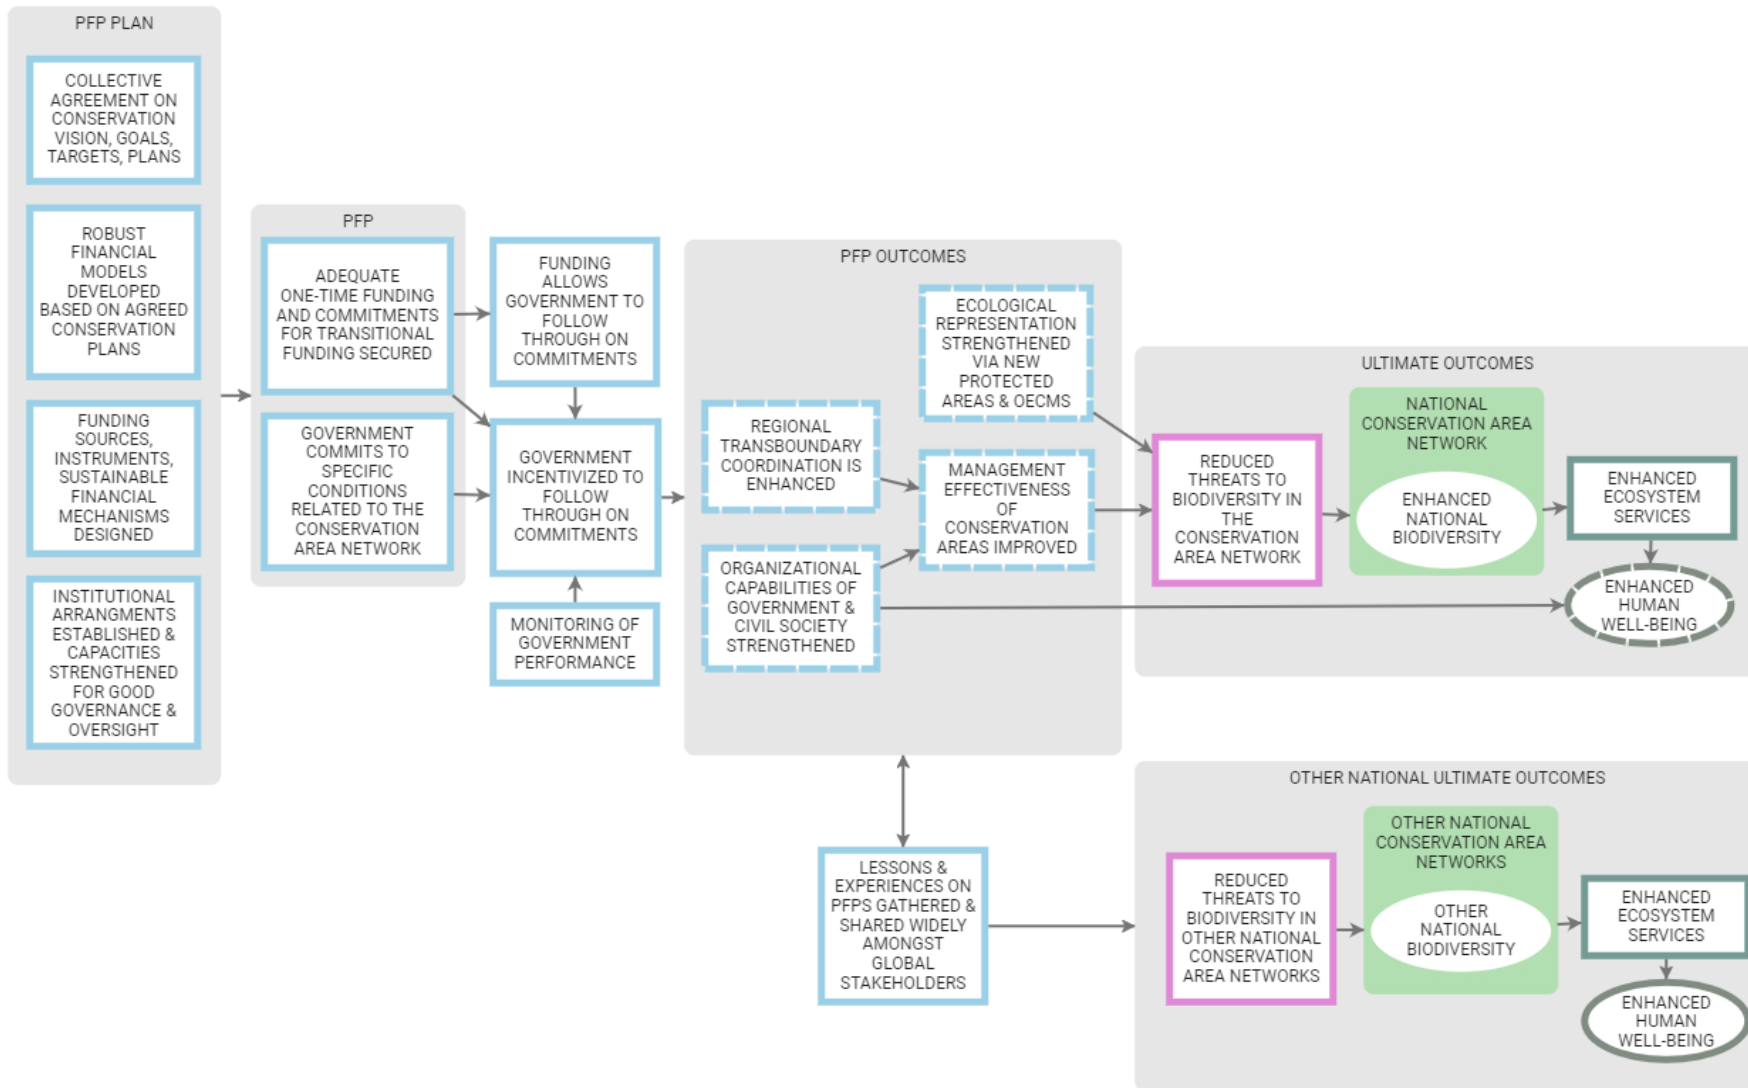 PFP PLAN
COLLECTIVE
AGREEMENT ON
CONSERVATION
VISION, GOALS,
TARGETS, PLANS
ROBUST
FINANCIAL
MODELS
DEVELOPED
BASED ON AGREED
CONSERVATION
PLANS
FUNDING
SOURCES,
INSTRUMENTS,
SUSTAINABLE
FINANCIAL
MECHANISMS
DESIGNED
INSTITUTIONAL
ARRANGMENTS
ESTABLISHED &
CAPACITIES
STRENGTHENED
FOR GOOD
GOVERNANCE &
OVERSIGHT
PFP
ADEQUATE
ONE-TIME FUNDING
AND COMMITMENTS
FOR TRANSITIONAL
FUNDING SECURED
GOVERNMENT
COMMITS TO
SPECIFIC
CONDITIONS
RELATED TO THE
CONSERVATION
AREA NETWORK
FUNDING
ALLOWS
GOVERNMENT TO
FOLLOW
THROUGH ON
COMMITMENTS
GOVERNMENT
INCENTIVIZED TO
FOLLOW
THROUGH ON
COMMITMENTS
MONITORING OF
GOVERNMENT
PERFORMANCE
PFP OUTCOMES
ECOLOGICAL
REPRESENTATION
STRENGTHENED
VIA NEW
PROTECTED
AREAS & OECMS
REGIONAL
TRANSBOUNDARY
COORDINATION IS
ENHANCED
MANAGEMENT
EFFECTIVENESS
OF
CONSERVATION
AREAS IMPROVED
ORGANIZATIONAL
CAPABILITIES OF
GOVERNMENT &
CIVIL SOCIETY
STRENGTHENED
ULTIMATE OUTCOMES
REDUCED
THREATS TO
BIODIVERSITY IN
THE
CONSERVATION
AREA NETWORK
NATIONAL
CONSERVATION AREA
NETWORK
ENHANCED
NATIONAL
BIODIVERSITY
ENHANCED
ECOSYSTEM
SERVICES
ENHANCED
HUMAN
WELL-BEING
LESSONS &
EXPERIENCES ON
PFPS GATHERED &
SHARED WIDELY
AMONGST
GLOBAL
STAKEHOLDERS
OTHER NATIONAL ULTIMATE OUTCOMES
REDUCED
THREATS TO
BIODIVERSITY IN
OTHER NATIONAL
CONSERVATION
AREA NETWORKS
OTHER NATIONAL
CONSERVATION AREA
NETWORKS
OTHER
NATIONAL
BIODIVERSITY
ENHANCED
ECOSYSTEM
SERVICES
ENHANCED
HUMAN
WELL-BEING